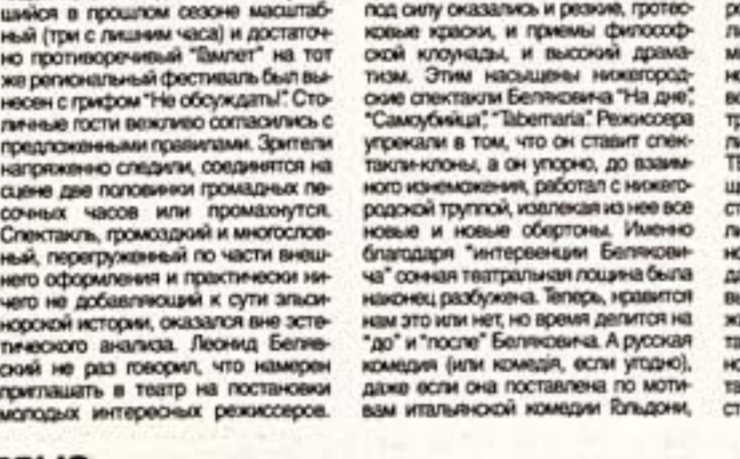 шийся в прошлом сезоне масштаб-
ный (три с лишним часа) и достаточ-
но противоречивый "Гамлет" на тот
же региональный фестиваль был вы-
несен с грифом "Не обсуждать!". Сто-
личные гости вежливо согласились с
предложенными правилами. Зрители
напряженно следили, соединятся на
сцене две половинки громадных пе-
сочных часов или промахнутся.
Спектакль, громоздкий и многослов-
ный, перегруженный по части внеш-
него оформления и практически ни-
чего не добавляющий к сути эльси-
норской истории, оказался вне эсте-
тического анализа. Леонид Беляв-
ский не раз говорил, что намерен
приглашать в театр на постановки
молодых интересных режиссеров.
под силу оказались и резкие, гротес-
ковые краски, и приемы философ-
ской клоунады, и высокий драма-
тизм. Этим насыщены нижегород-
ские спектакли Беляковича "На дне",
"Самоубийца", "Tabernaria". Режиссера
упрекали в том, что он ставит спек-
такли-клоны, а он упорно, до взаим-
ного изнеможения, работал с нижего-
родской труппой, извлекая из нее все
новые и новые обертоны. Именно
благодаря "интервенции Белякови-
ча" сонная театральная лощина была
наконец разбужена. Теперь, нравится
нам это или нет, но время делится на
"до" и "после" Беляковича. А русская
комедия (или комедiя, если угодно),
даже если она поставлена по моти-
вам итальянской комедии Гольдони,